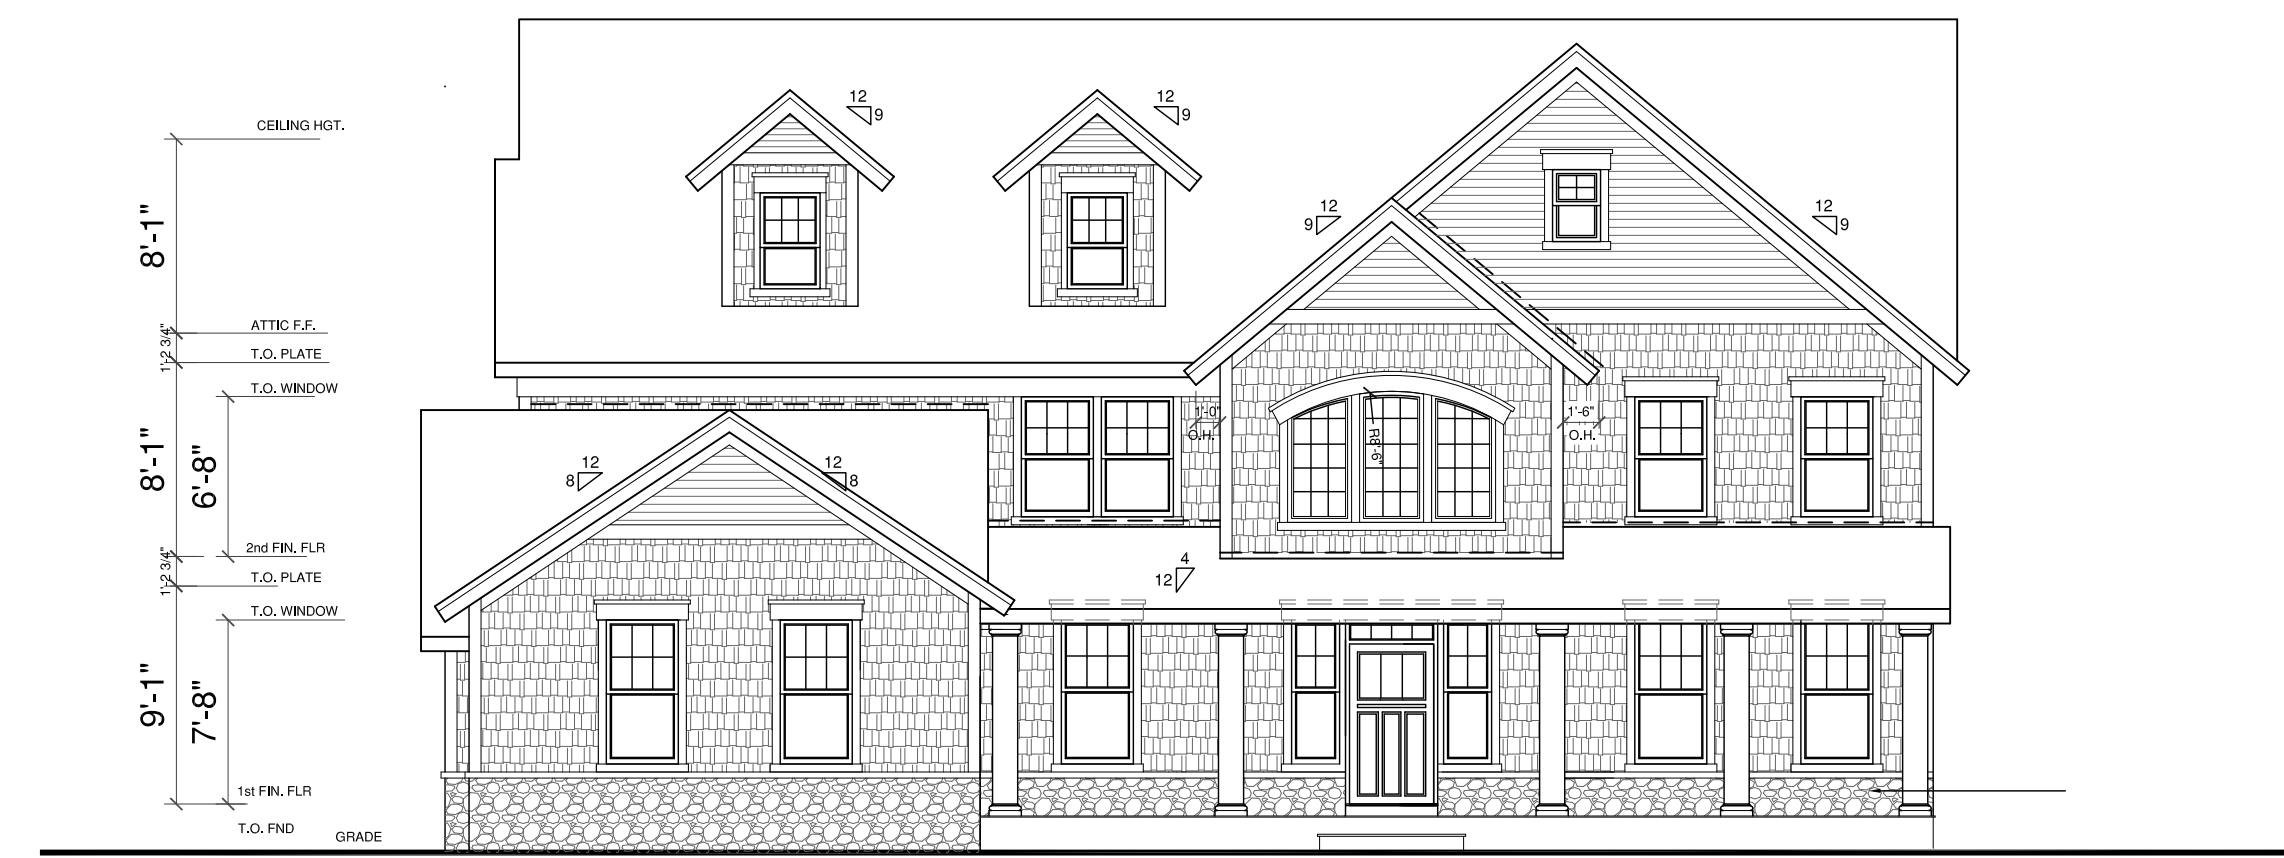 12
9
12
9
CEILING HGT.
12
9
12
9
8'-1"
ATTIC F.F.
1'-2 3/4"
T.O. PLATE
T.O. WINDOW
1'-0"
O.H.
R8'-6"
1'-6"
O.H.
8'-1"
6'-8"
12
8
12
8
2nd FIN. FLR
1'-2 3/4"
T.O. PLATE
4
12
T.O. WINDOW
9'-1"
7'-8"
1st FIN. FLR
T.O. FND
GRADE